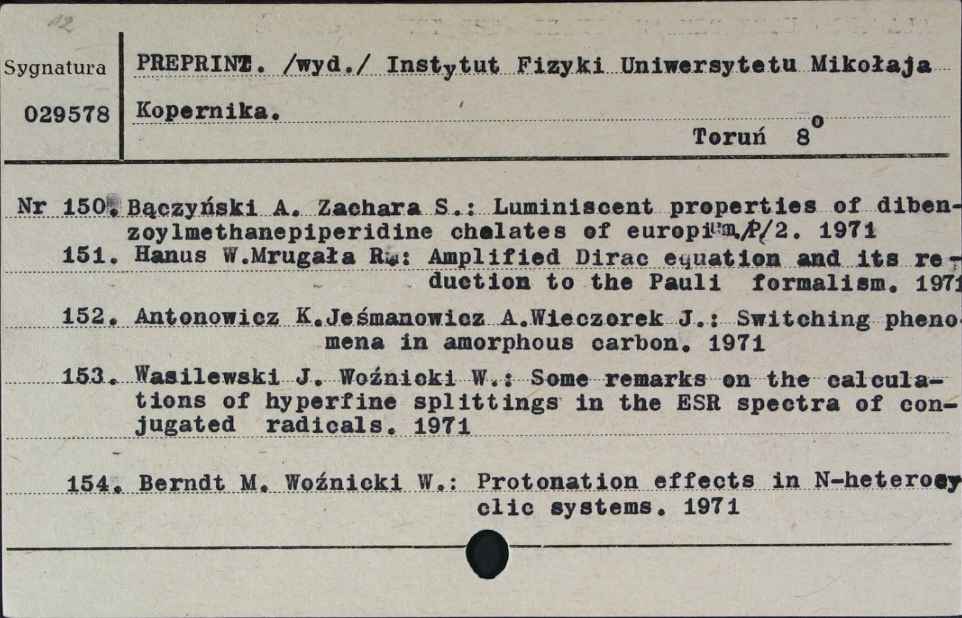 02
Sygnatura PREPRINT. /wyd./ Instytut Fizyki Uniwersytetu Mikołaja
029578 Kopernika.
Toruń 8º
Nr 150. Bączyński A. Zachara S.: Luminiscent properties of diben-
zoylmethanepiperidine chelates of europium./P/2. 1971
151. Hanus W.Mrugała R.: Amplified Dirac equation and its re-
duction to the Pauli formalism. 1971
152. Antonowicz K.Jeśmanowicz A.Wieczorek J.: Switching pheno
mena in amorphous carbon. 1971
153. Wasilewski J. Woźnicki W.: Some remarks on the calcula-
tions of hyperfine splittings in the ESR spectra of con-
jugated radicals. 1971
154. Berndt M. Woźnicki W.: Protonation effects in N-heterocy
clic systems. 1971